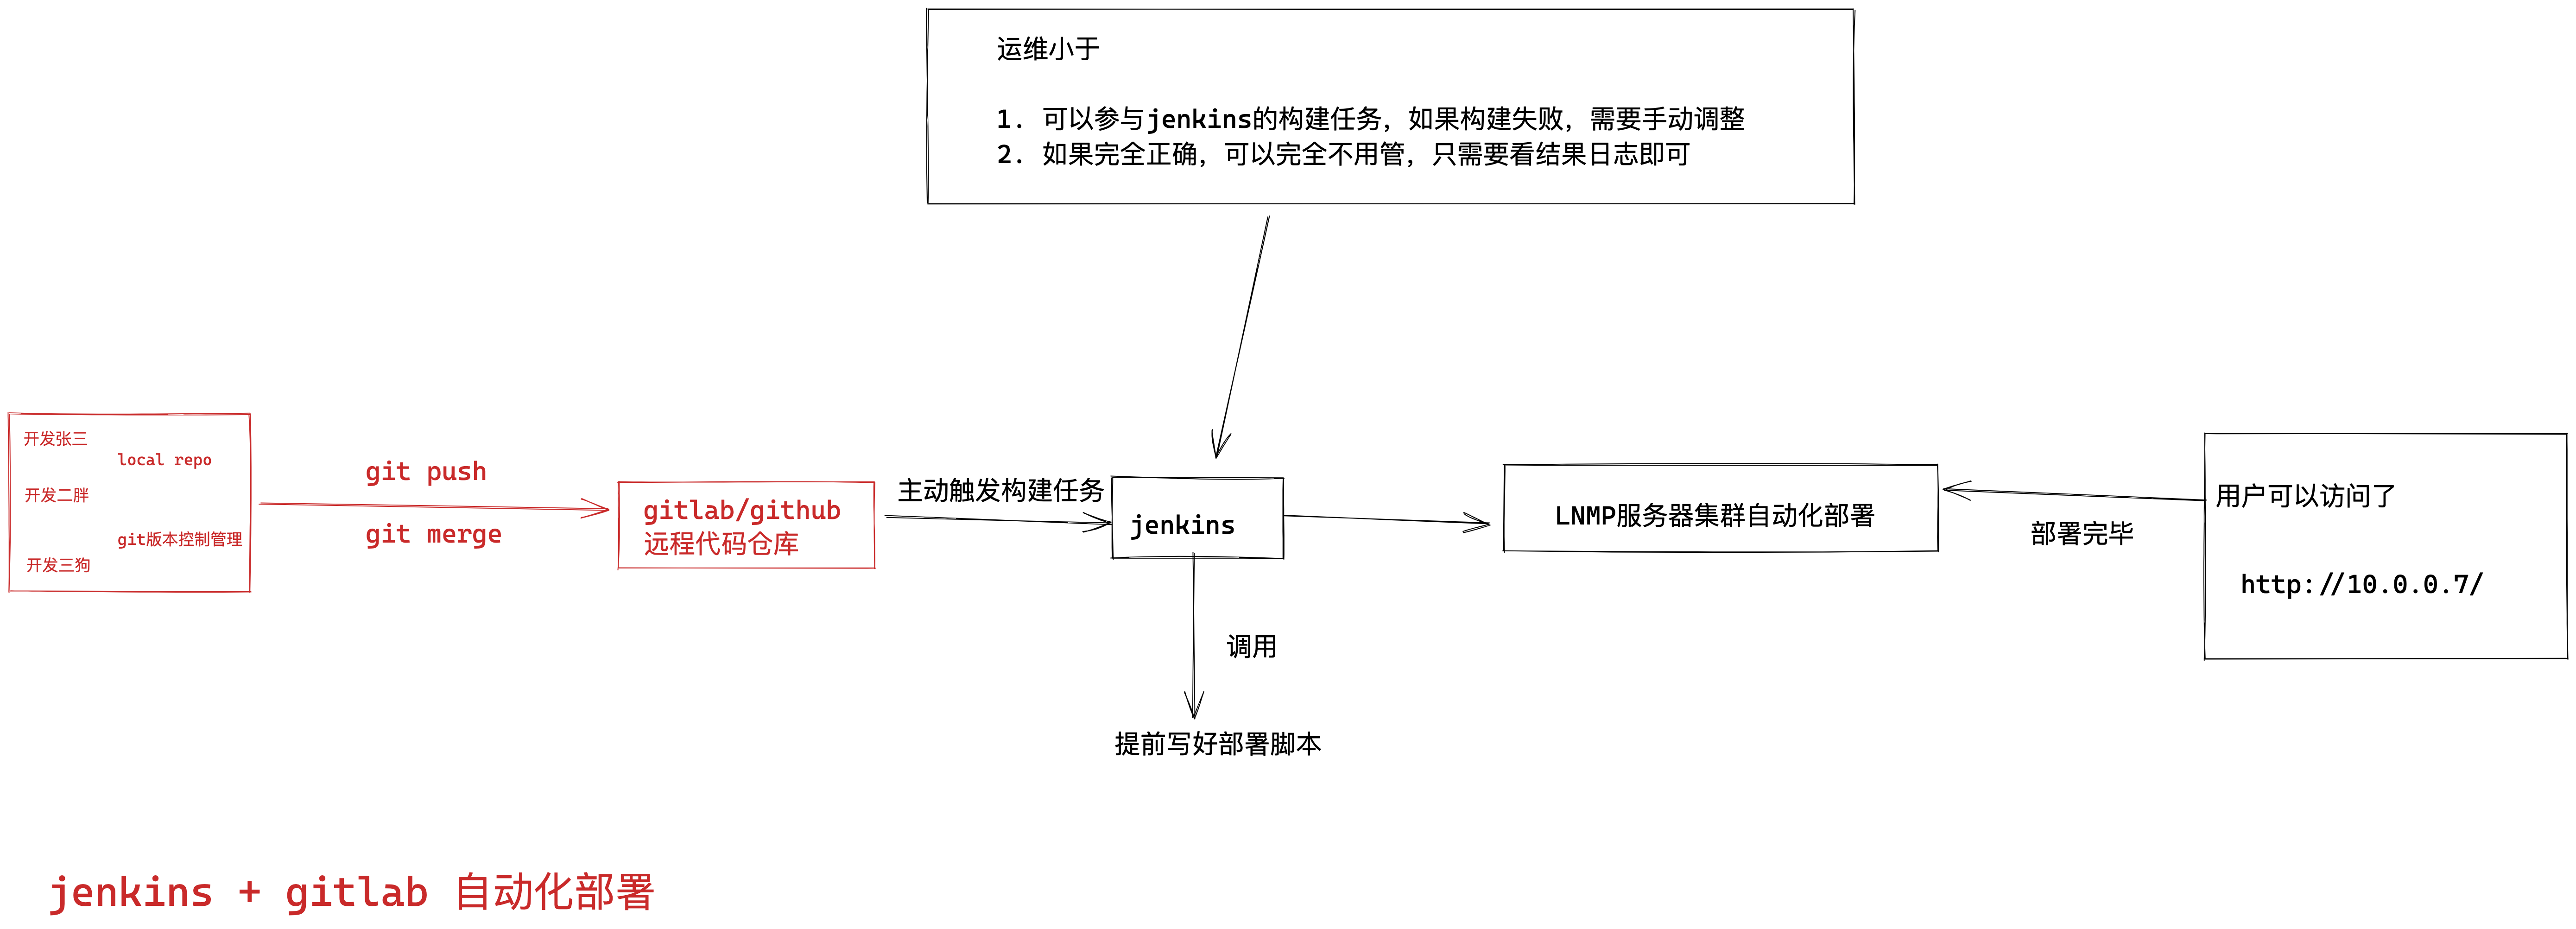 运维小于
1. 可以参与jenkins的构建任务，如果构建失败，需要手动调整
2. 如果完全正确，可以完全不用管，只需要看结果日志即可
开发张三
local repo
开发二胖
git版本控制管理
开发三狗
git push
git merge
gitlab/github
远程代码仓库
主动触发构建任务
jenkins
调用
提前写好部署脚本
LNMP服务器集群自动化部署
部署完毕
用户可以访问了
http://10.0.0.7/
jenkins + gitlab 自动化部署